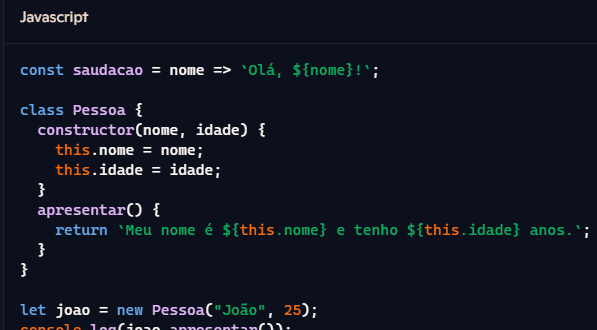 Javascript
const saudacao = nome => `Olá, ${nome}!`;
class Pessoa {
constructor(nome, idade) {
this.nome = nome;
this.idade = idade;
}
apresentar() {
return `Meu nome é ${this.nome} e tenho ${this.idade} anos.`;
}
}
let joao = new Pessoa("João", 25);
console.log(joao.apresentar());